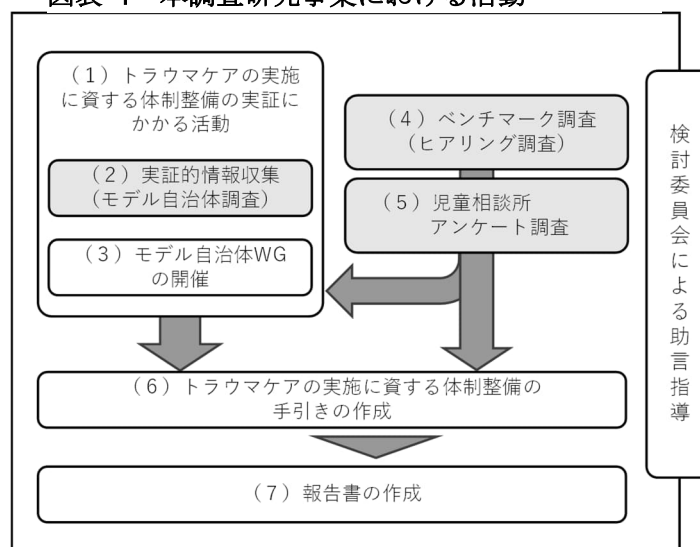 図表 1 本調査研究事業における活動
(1)トラウマケアの実施
に資する体制整備の実証に
かかる活動
(2)実証的情報収集
(モデル自治体調査)
(3)モデル自治体WG
の開催
(4)ベンチマーク調査
(ヒアリング調査)
(5)児童相談所
アンケート調査
(6)トラウマケアの実施に資する体制整備の
手引きの作成
(7)報告書の作成
検討委員会による助言指導